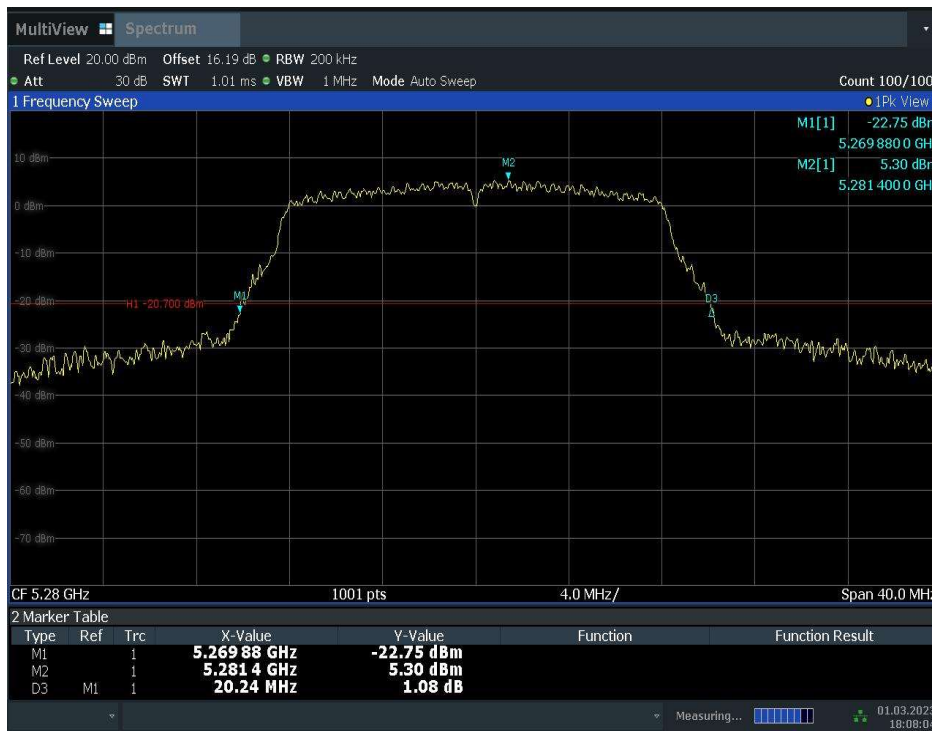 MultiView Spectrum
Ref Level 20.00 dBm Offset 16.19 dB RBW 200 kHz
Att 30 dB SWT 1.01 ms VBW 1 MHz Mode Auto Sweep Count 100/100
1 Frequency Sweep 1Pk View
M1[1] -22.75 dBm
5.269 880 0 GH
M2[1] 5.30 dBm
5.281 400 0 GH
10 dBm
M2
0 dBm
-10 dBm
-20 dBm H1 -20.700 dBm M1 D3
-30 dBm
-40 dBm
-50 dBm
-60 dBm
-70 dBm
CF 5.28 GHz 1001 pts 4.0 MHz/ Span 40.0 MHz
2 Marker Table
Type Ref Trc X-Value Y-Value Function Function Result
M1 1 5.269 88 GHz -22.75 dBm
M2 1 5.281 4 GHz 5.30 dBm
D3 M1 1 20.24 MHz 1.08 dB
Measuring... 01.03.2023
18:08:04